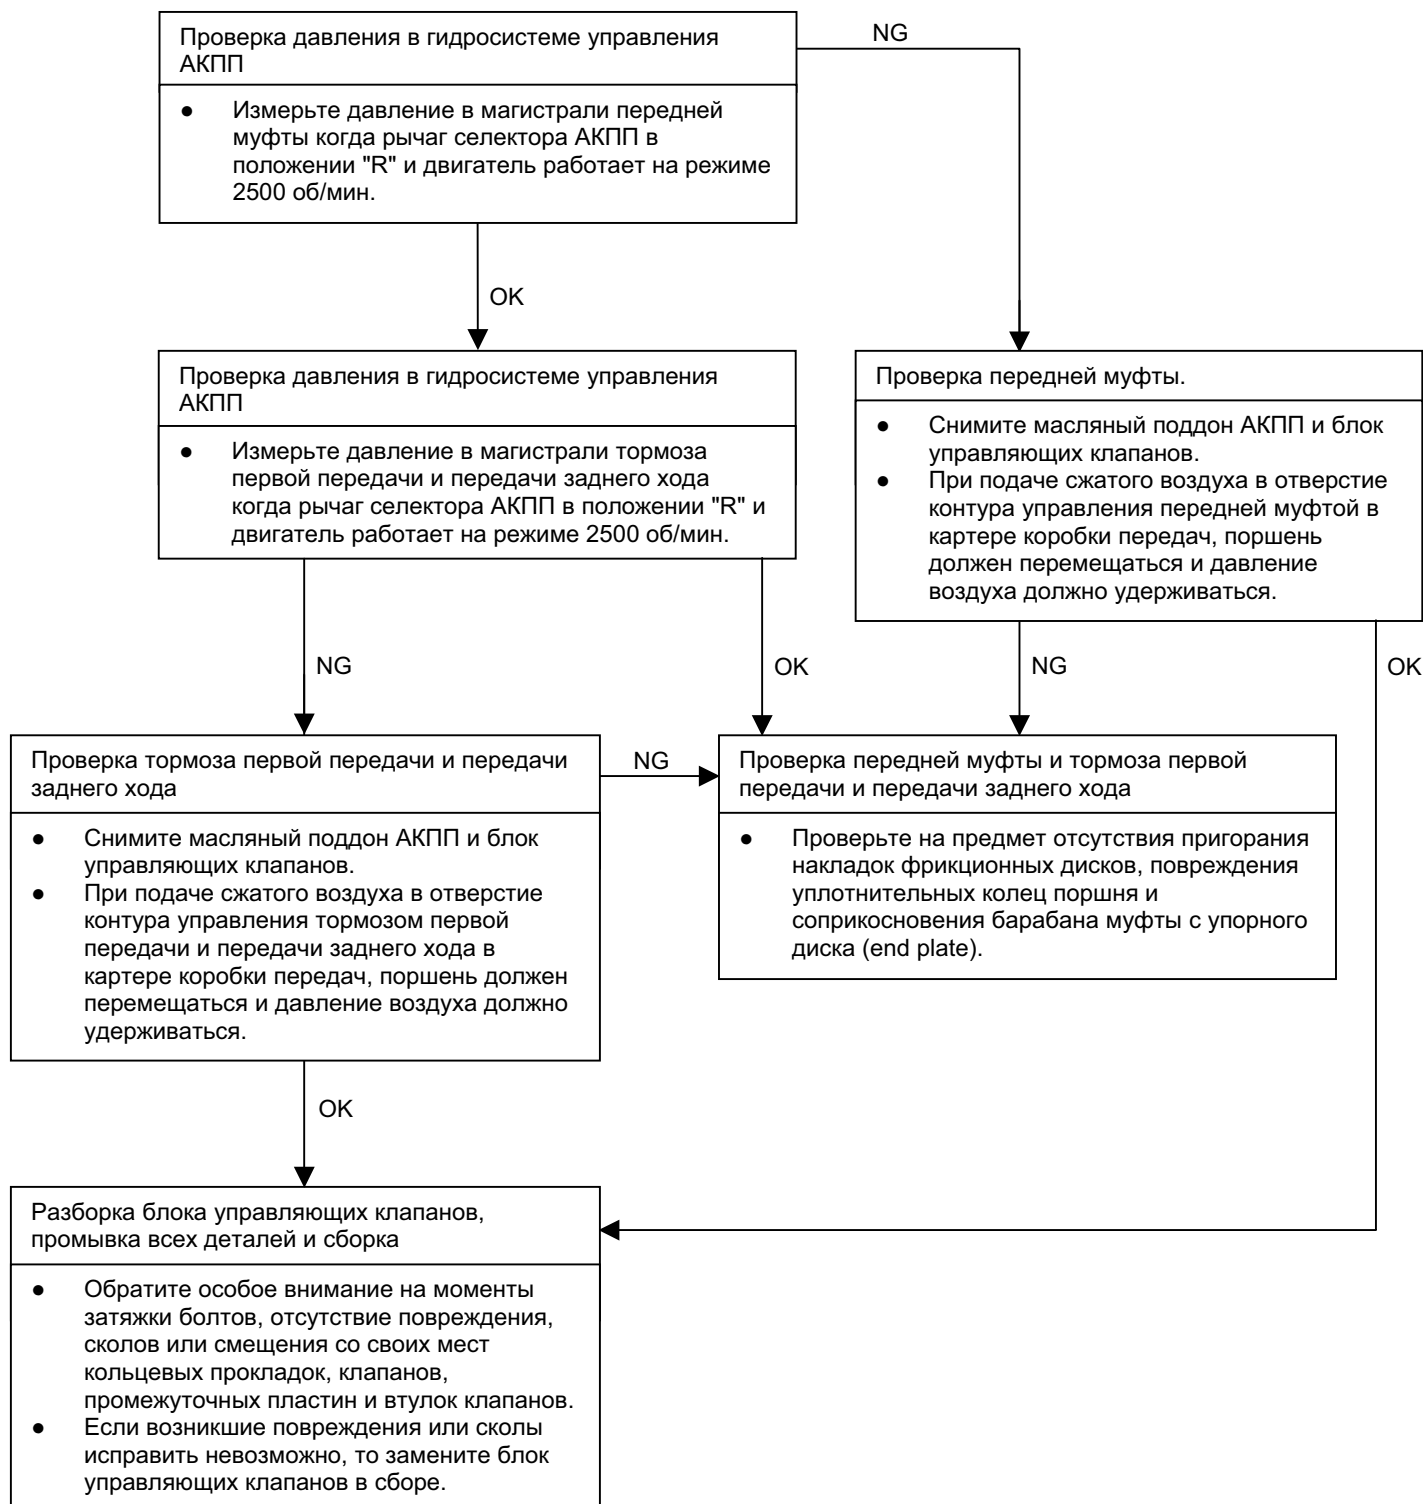 Проверка давления в гидросистеме управления
АКПП
NG
● Измерьте давление в магистрали передней
муфты когда рычаг селектора АКПП в
положении "R" и двигатель работает на режиме
2500 об/мин.
OK
Проверка давления в гидросистеме управления
АКПП
● Измерьте давление в магистрали тормоза
первой передачи и передачи заднего хода
когда рычаг селектора АКПП в положении "R" и
двигатель работает на режиме 2500 об/мин.
Проверка передней муфты.
● Снимите масляный поддон АКПП и блок
управляющих клапанов.
● При подаче сжатого воздуха в отверстие
контура управления передней муфтой в
картере коробки передач, поршень
должен перемещаться и давление
воздуха должно удерживаться.
NG
OK
NG
OK
Проверка тормоза первой передачи и передачи
заднего хода
NG
● Снимите масляный поддон АКПП и блок
управляющих клапанов.
● При подаче сжатого воздуха в отверстие
контура управления тормозом первой
передачи и передачи заднего хода в
картере коробки передач, поршень должен
перемещаться и давление воздуха должно
удерживаться.
Проверка передней муфты и тормоза первой
передачи и передачи заднего хода
● Проверьте на предмет отсутствия пригорания
накладок фрикционных дисков, повреждения
уплотнительных колец поршня и
соприкосновения барабана муфты с упорного
диска (end plate).
OK
Разборка блока управляющих клапанов,
промывка всех деталей и сборка
● Обратите особое внимание на моменты
затяжки болтов, отсутствие повреждения,
сколов или смещения со своих мест
кольцевых прокладок, клапанов,
промежуточных пластин и втулок клапанов.
● Если возникшие повреждения или сколы
исправить невозможно, то замените блок
управляющих клапанов в сборе.